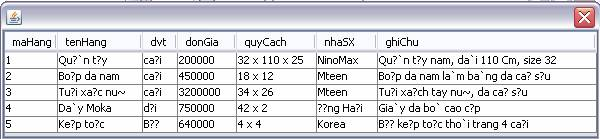 maHang tenHang dvt donGia quyCach nhaSX ghiChu
1 Qu?`n t?y ca?i 200000 32 x 110 x 25 NinoMax Qu?`n t?y nam, da`i 110 Cm, size 32
2 Bo?p da nam ca?i 450000 18 x 12 Mteen Bo?p da nam la`m ba`ng da ca? s?u
3 Tu?i xa?c nu~ ca?i 3200000 34 x 26 Mteen Tu?i xa?ch tay nu~, da ca? s?u
4 Da`y Moka d?i 750000 42 x 2 ??ng Ha?i Gia`y da bo` cao c?p
5 Ke?p to?c B?? 640000 4 x 4 Korea B?? ke?p to?c tho`i trang 4 ca?i